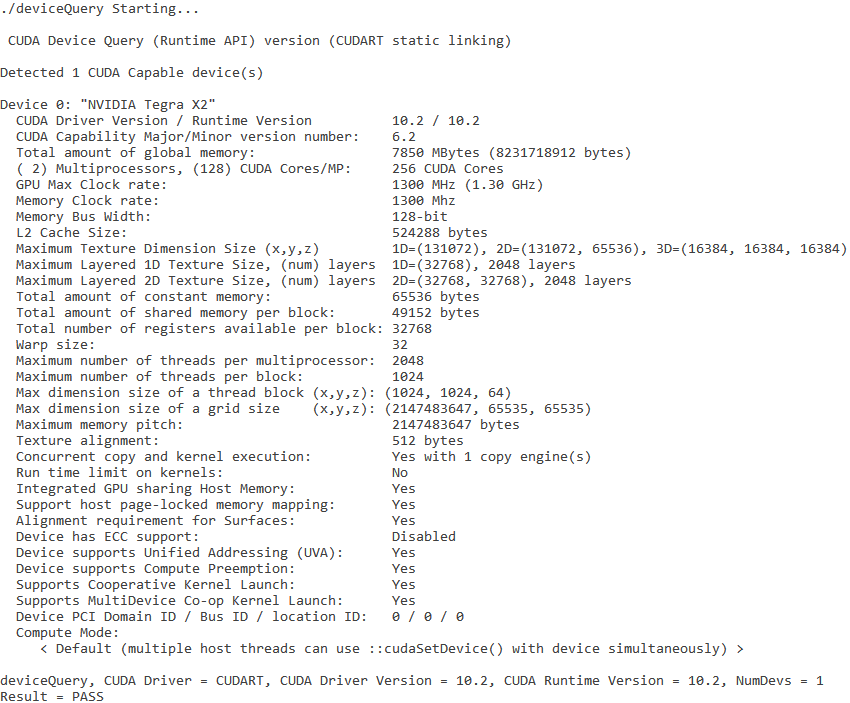 ./deviceQuery Starting...
CUDA Device Query (Runtime API) version (CUDART static linking)
Detected 1 CUDA Capable device(s)
Device 0: "NVIDIA Tegra X2"
CUDA Driver Version / Runtime Version 10.2 / 10.2
CUDA Capability Major/Minor version number: 6.2
Total amount of global memory: 7850 MBytes (8231718912 bytes)
( 2) Multiprocessors, (128) CUDA Cores/MP: 256 CUDA Cores
GPU Max Clock rate: 1300 MHz (1.30 GHz)
Memory Clock rate: 1300 Mhz
Memory Bus Width: 128-bit
L2 Cache Size: 524288 bytes
Maximum Texture Dimension Size (x,y,z) 1D=(131072), 2D=(131072, 65536), 3D=(16384, 16384, 16384)
Maximum Layered 1D Texture Size, (num) layers 1D=(32768), 2048 layers
Maximum Layered 2D Texture Size, (num) layers 2D=(32768, 32768), 2048 layers
Total amount of constant memory: 65536 bytes
Total amount of shared memory per block: 49152 bytes
Total number of registers available per block: 32768
Warp size: 32
Maximum number of threads per multiprocessor: 2048
Maximum number of threads per block: 1024
Max dimension size of a thread block (x,y,z): (1024, 1024, 64)
Max dimension size of a grid size (x,y,z): (2147483647, 65535, 65535)
Maximum memory pitch: 2147483647 bytes
Texture alignment: 512 bytes
Concurrent copy and kernel execution: Yes with 1 copy engine(s)
Run time limit on kernels: No
Integrated GPU sharing Host Memory: Yes
Support host page-locked memory mapping: Yes
Alignment requirement for Surfaces: Yes
Device has ECC support: Disabled
Device supports Unified Addressing (UVA): Yes
Device supports Compute Preemption: Yes
Supports Cooperative Kernel Launch: Yes
Supports MultiDevice Co-op Kernel Launch: Yes
Device PCI Domain ID / Bus ID / location ID: 0 / 0 / 0
Compute Mode:
< Default (multiple host threads can use ::cudaSetDevice() with device simultaneously) >
deviceQuery, CUDA Driver = CUDART, CUDA Driver Version = 10.2, CUDA Runtime Version = 10.2, NumDevs = 1
Result = PASS